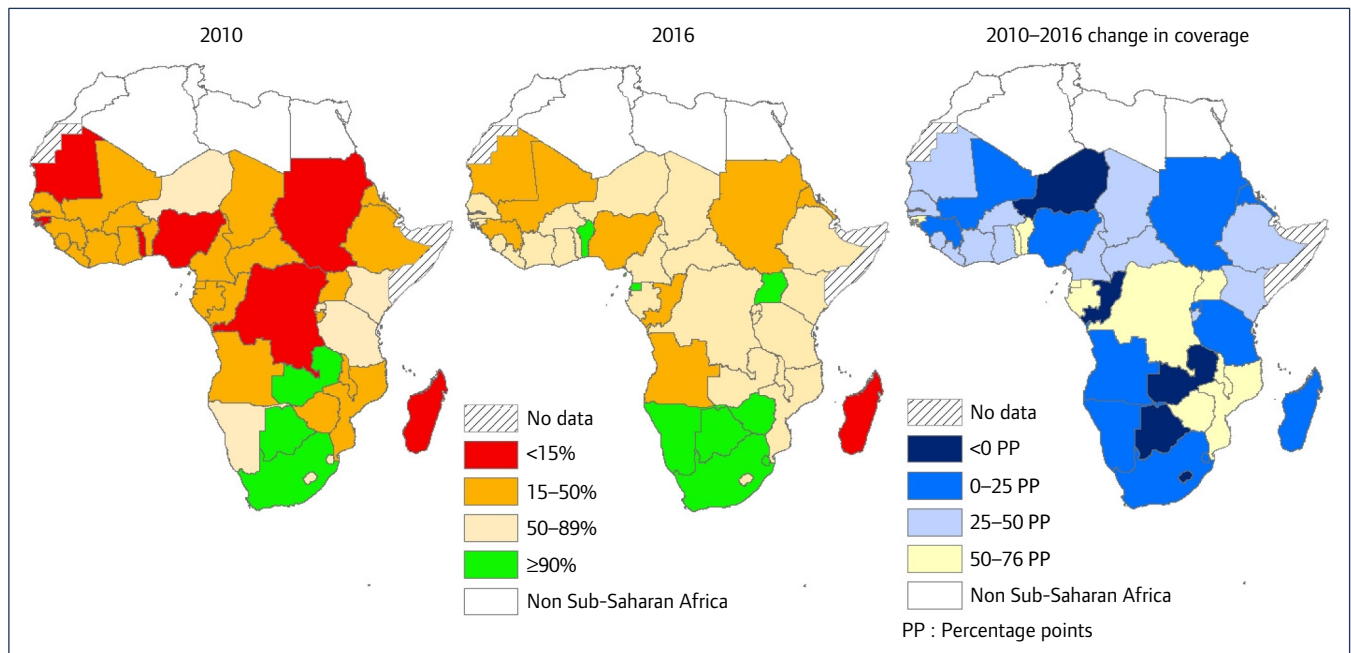 2010
2016
2010–2016 change in coverage
No data
<15%
15–50%
50–89%
≥90%
Non Sub-Saharan Africa
No data
<0 PP
0–25 PP
25–50 PP
50–76 PP
Non Sub-Saharan Africa
PP : Percentage points